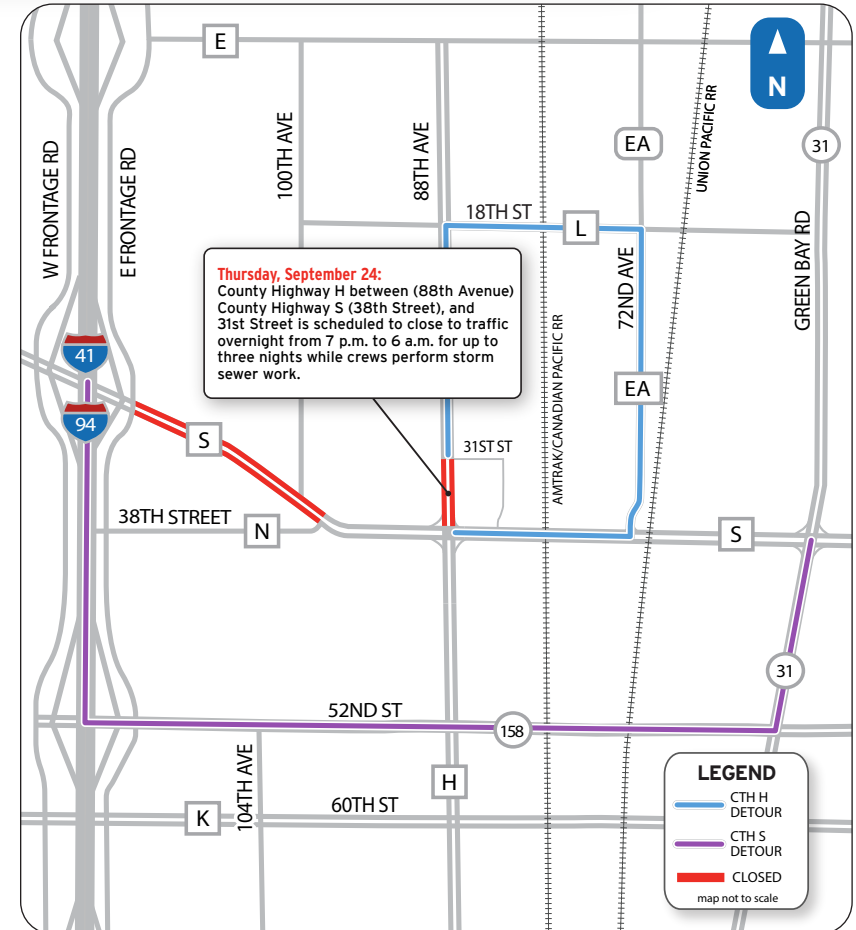 E
N
W FRONTAGE RD
E FRONTAGE RD
100TH AVE
88TH AVE
EA
UNION PACIFIC RR
31
18TH ST
L
72ND AVE
GREEN BAY RD
Thursday, September 24:
County Highway H between (88th Avenue)
County Highway S (38th Street), and
31st Street is scheduled to close to traffic
overnight from 7 p.m. to 6 a.m. for up to
three nights while crews perform storm
sewer work.
AMTRAK/CANADIAN PACIFIC RR
41
94
EA
S
31ST ST
38TH STREET
N
S
31
52ND ST
158
104TH AVE
H
K
60TH ST
LEGEND
CTH H
DETOUR
CTH S
DETOUR
CLOSED
map not to scale